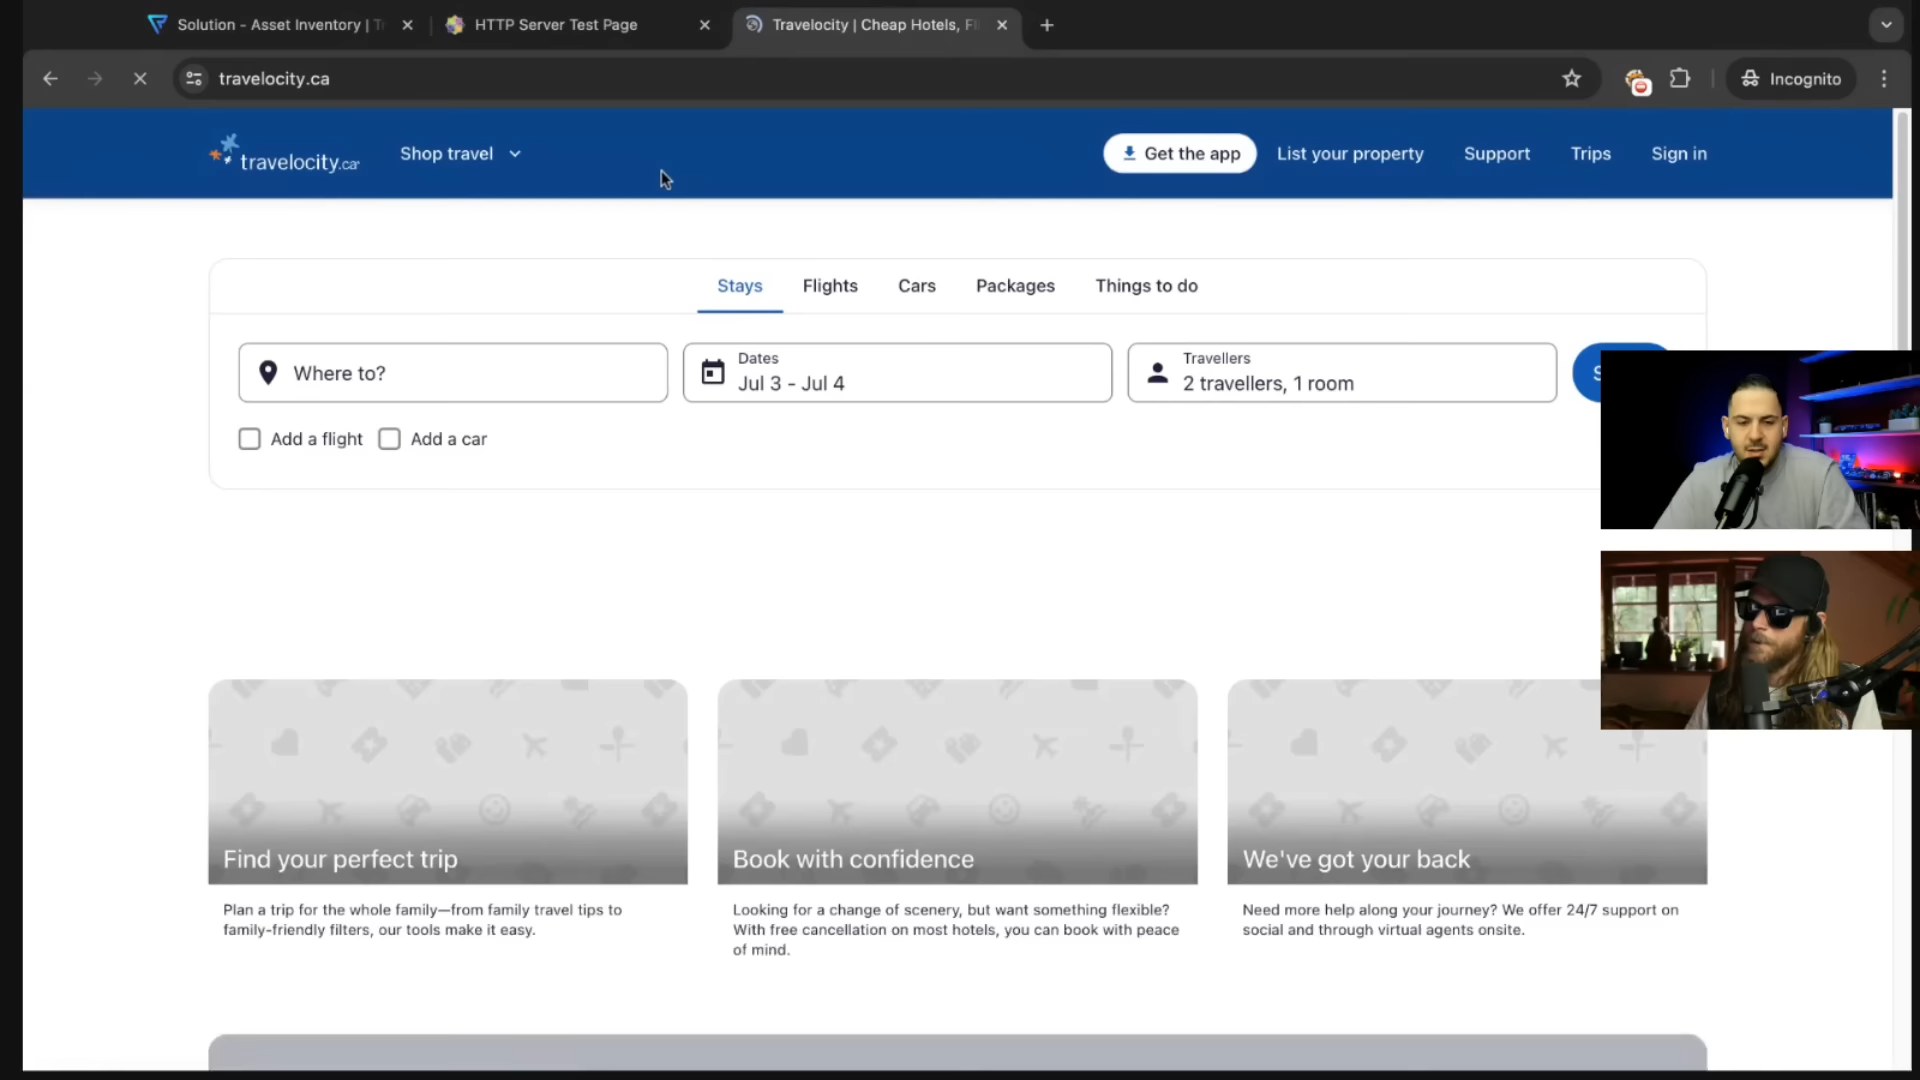 Solution - Asset Inventory |
HTTP Server Test Page
Travelocity | Cheap Hotels,
travelocity.ca
Incognito
travelocity.ca
Shop travel
Get the app
List your property
Support
Trips
Sign in
Stays
Flights
Cars
Packages
Things to do
Where to?
Dates
Jul 3 - Jul 4
Travellers
2 travellers, 1 room
Add a flight
Add a car
Find your perfect trip
Plan a trip for the whole family—from family travel tips to
family-friendly filters, our tools make it easy.
Book with confidence
Looking for a change of scenery, but want something flexible?
With free cancellation on most hotels, you can book with peace
of mind.
We've got your back
Need more help along your journey? We offer 24/7 support on
social and through virtual agents onsite.